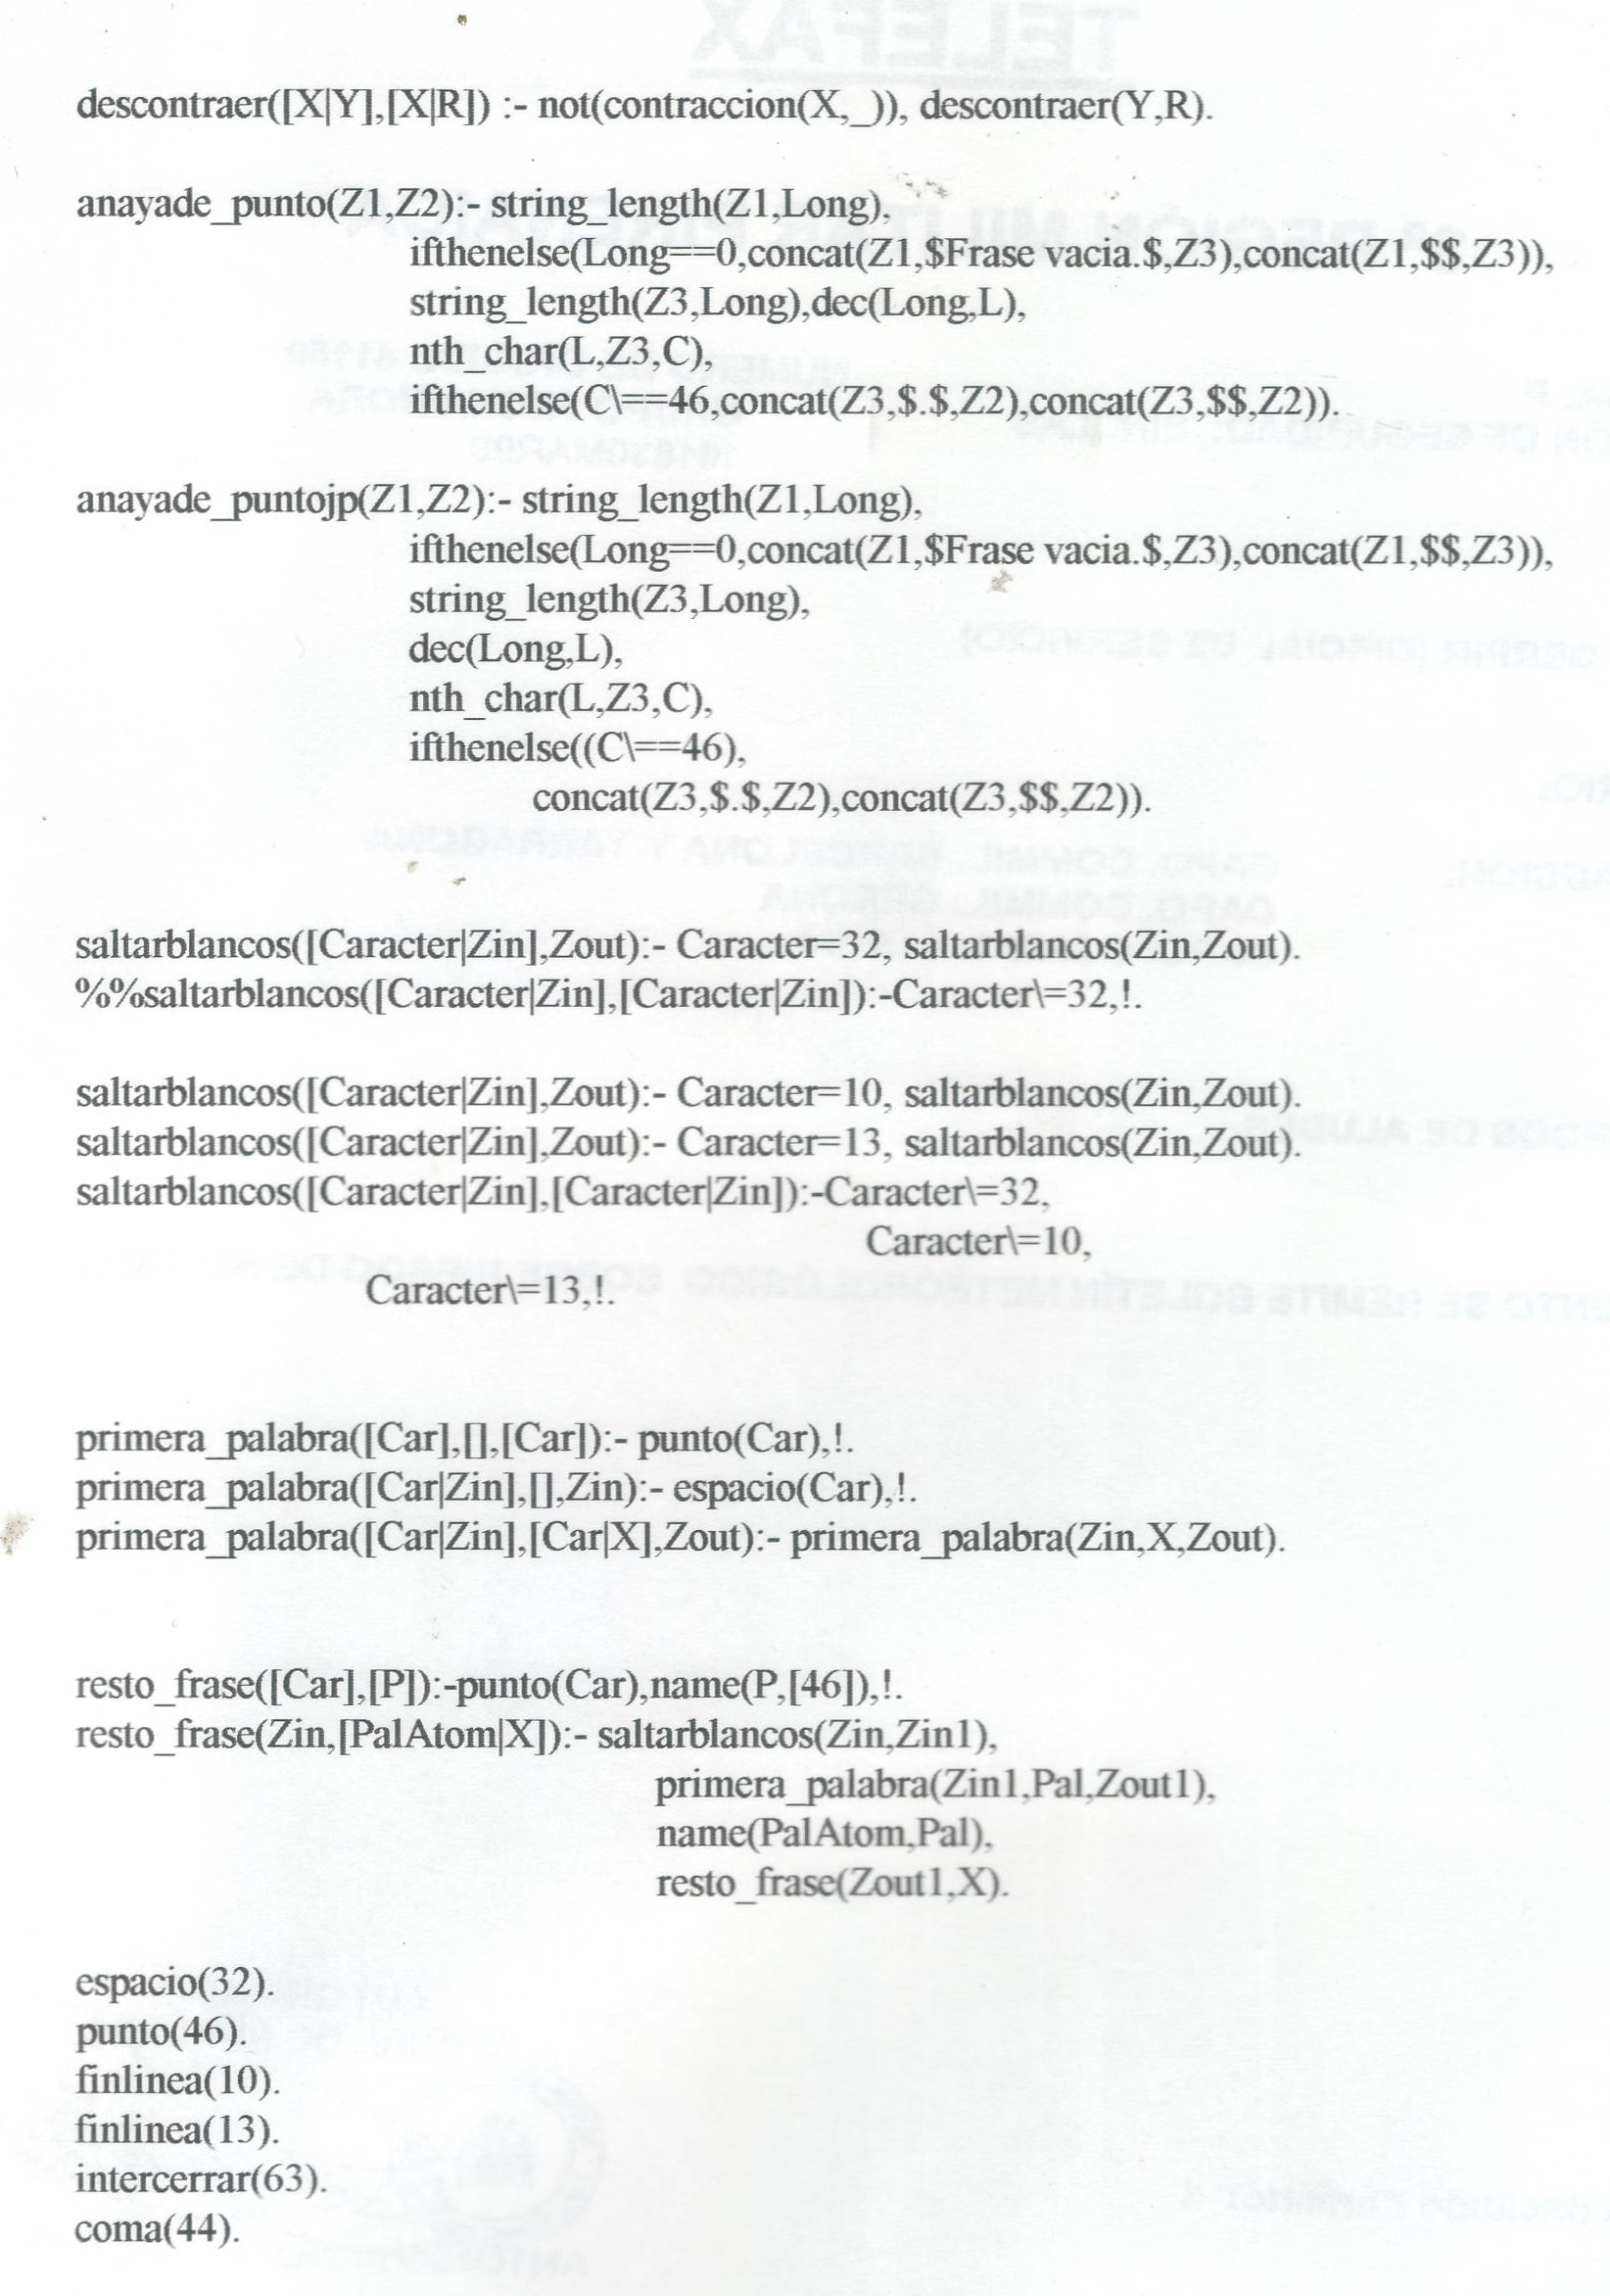 descontraer([X|Y],[X|R]) :- not(contraccion(X,_)), descontraer(Y,R).
anayade_punto(Z1,Z2):- string_length(Z1,Long),
ifthenelse(Long==0,concat(Z1,$Frase vacia.$,Z3),concat(Z1,$$,Z3)),
string_length(Z3,Long),dec(Long,L),
nth_char(L,Z3,C),
ifthenelse(C\==46,concat(Z3,$.$,Z2),concat(Z3,$$,Z2)).
anayade_puntojp(Z1,Z2):- string_length(Z1,Long),
ifthenelse(Long==0,concat(Z1,$Frase vacia.$,Z3),concat(Z1,$$,Z3)),
string_length(Z3,Long),
dec(Long,L),
nth_char(L,Z3,C),
ifthenelse((C\==46),
concat(Z3,$.$,Z2),concat(Z3,$$,Z2)).
saltarblancos([Caracter|Zin],Zout):- Caracter=32, saltarblancos(Zin,Zout).
%%saltarblancos([Caracter|Zin],[Caracter|Zin]):-Caracter\=32,!.
saltarblancos([Caracter|Zin],Zout):- Caracter=10, saltarblancos(Zin,Zout).
saltarblancos([Caracter|Zin],Zout):- Caracter=13, saltarblancos(Zin,Zout).
saltarblancos([Caracter|Zin],[Caracter|Zin]):-Caracter\=32,
Caracter\=10,
Caracter\=13,!.
primera_palabra([Car],[],[Car]):- punto(Car),!.
primera_palabra([Car|Zin],[],Zin):- espacio(Car),!.
primera_palabra([Car|Zin],[Car|X],Zout):- primera_palabra(Zin,X,Zout).
resto_frase([Car],[P]):-punto(Car),name(P,[46]),!.
resto_frase(Zin,[PalAtom|X]):- saltarblancos(Zin,Zin1),
primera_palabra(Zin1,Pal,Zout1),
name(PalAtom,Pal),
resto_frase(Zout1,X).
espacio(32).
punto(46).
finlinea(10).
finlinea(13).
intercerrar(63).
coma(44).